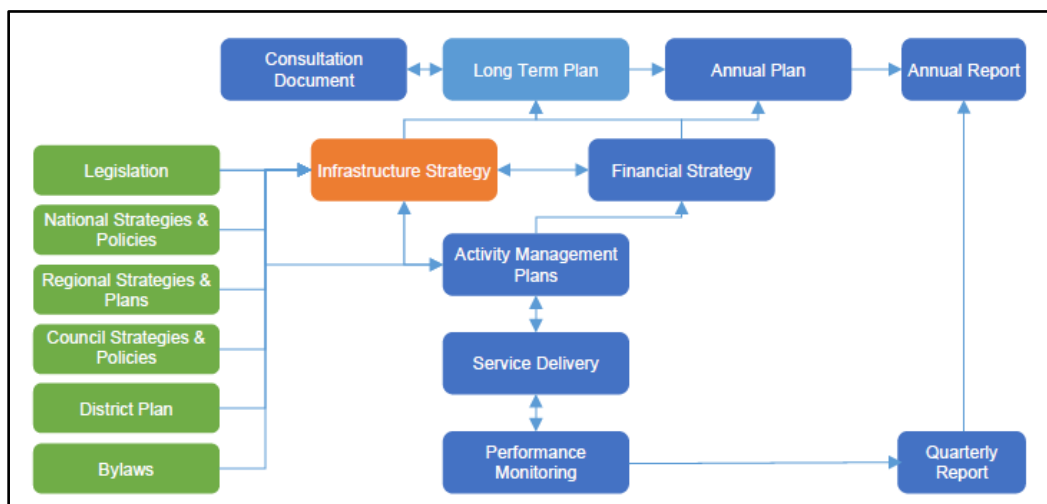 Consultation
Document
Long Term Plan
Annual Plan
Annual Report
Legislation
Infrastructure Strategy
Financial Strategy
National Strategies &
Policies
Activity Management
Plans
Regional Strategies &
Plans
Council Strategies &
Policies
Service Delivery
District Plan
Bylaws
Performance
Monitoring
Quarterly
Report